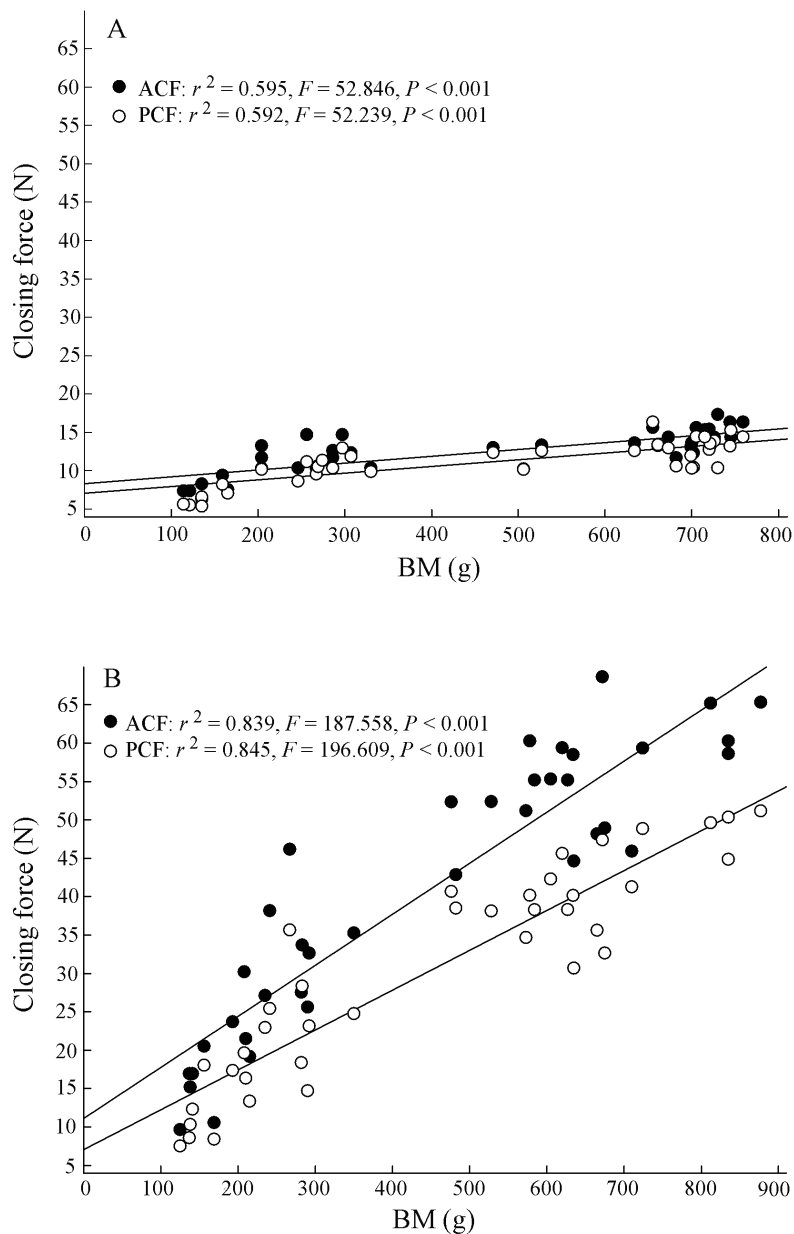 A
65
60
55
50
45
40
35
30
25
20
15
10
5
Closing force (N)
ACF: r² = 0.595, F = 52.846, P < 0.001
PCF: r² = 0.592, F = 52.239, P < 0.001
0 100 200 300 400 500 600 700 800
BM (g)
B
65
60
55
50
45
40
35
30
25
20
15
10
5
Closing force (N)
ACF: r² = 0.839, F = 187.558, P < 0.001
PCF: r² = 0.845, F = 196.609, P < 0.001
0 100 200 300 400 500 600 700 800 900
BM (g)